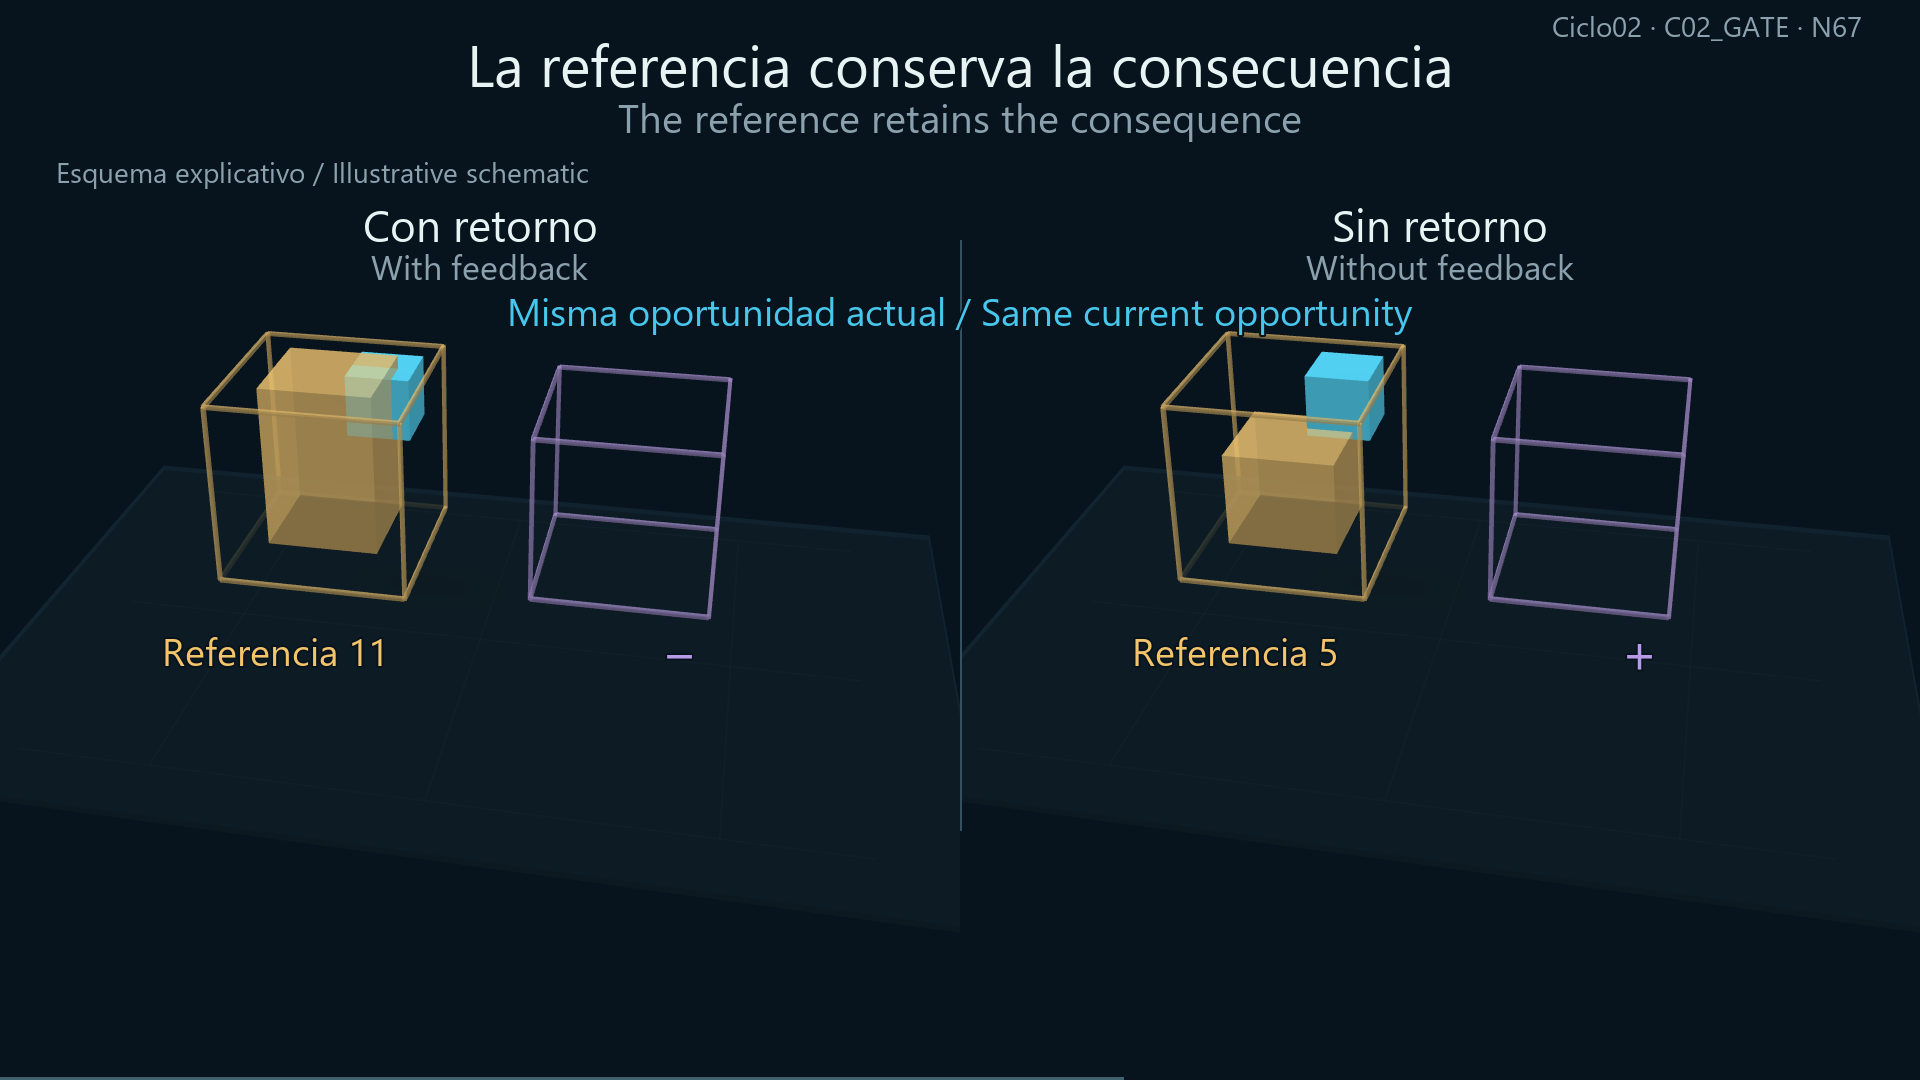 Ciclo02 · C02_GATE · N67
La referencia conserva la consecuencia
The reference retains the consequence
Esquema explicativo / Illustrative schematic
Con retorno
With feedback
Sin retorno
Without feedback
Misma oportunidad actual / Same current opportunity
Referencia 11
−
Referencia 5
+